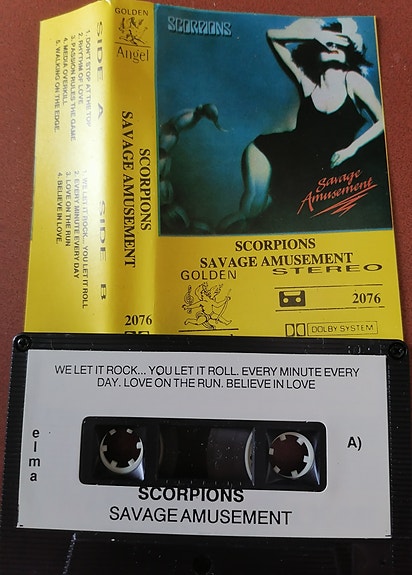 GOLDEN
Angel
SIDE A
1. DON'T STOP AT THE TOP
2. RHYTHM OF LOVE
3. PASSION RULES THE GAME
4. MEDIA OVERKILL
5. WALKING ON THE EDGE.
SIDE B
1. WE LET IT ROCK... YOU LET IT ROLL
2. EVERY MINUTE EVERY DAY
3. LOVE ON THE RUN
4. BELIEVE IN LOVE.
SCORPIONS
SAVAGE AMUSEMENT
2076
SCORPIONS
Savage
Amusement
SCORPIONS
SAVAGE AMUSEMENT
GOLDEN
STEREO
2076
DOLBY SYSTEM
WE LET IT ROCK... YOU LET IT ROLL. EVERY MINUTE EVERY
DAY. LOVE ON THE RUN. BELIEVE IN LOVE
elma
A)
SCORPIONS
SAVAGE AMUSEMENT